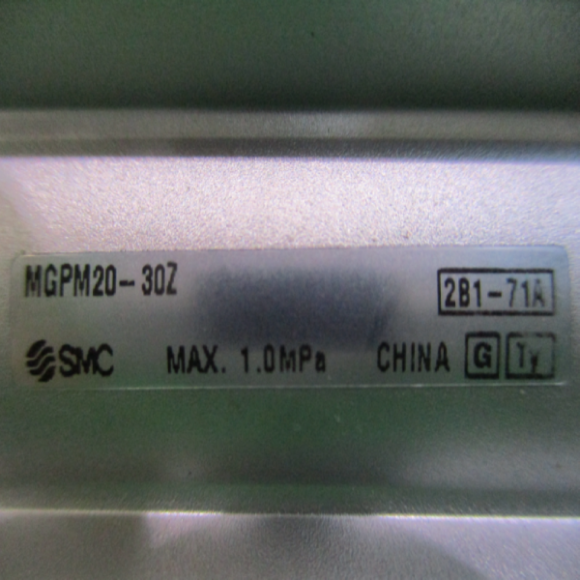 MGPM20-30Z 2B1-71A
SMC MAX. 1.0MPa CHINA G Ty